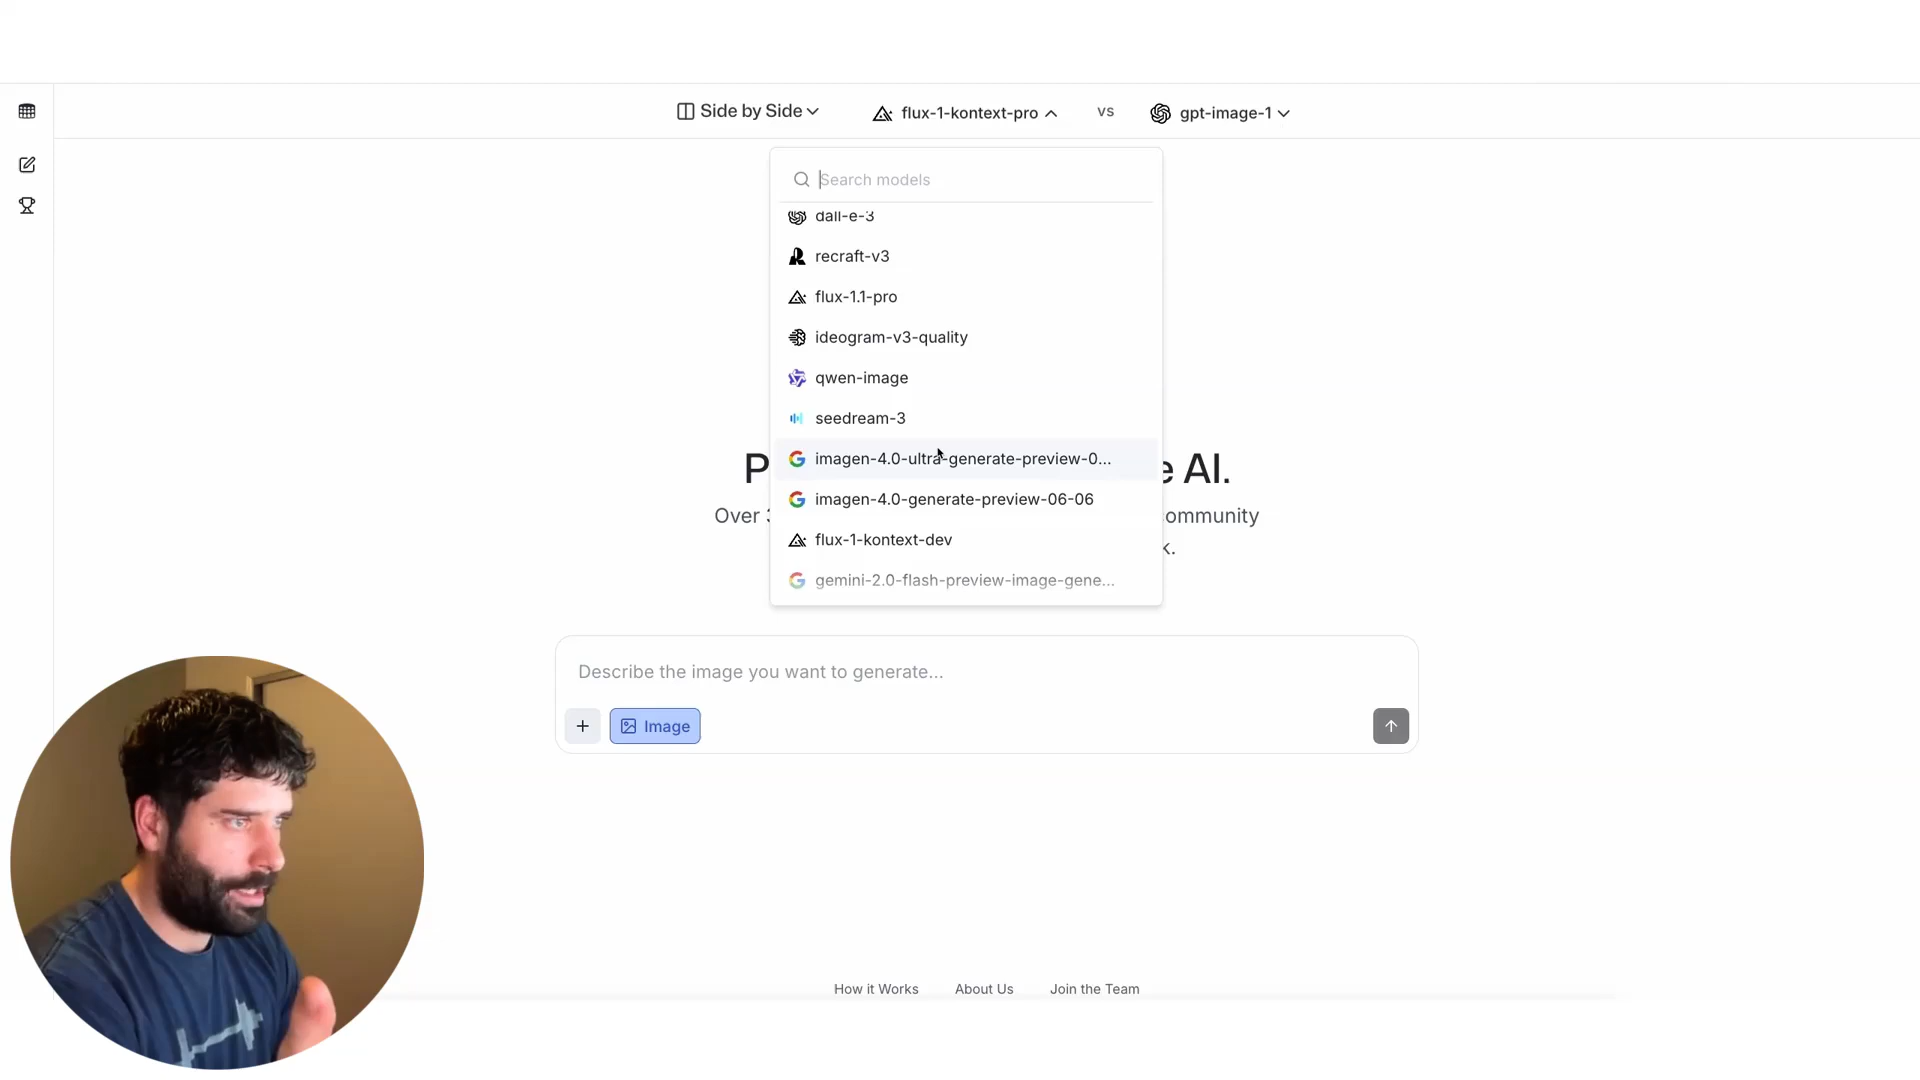 Side by Side
flux-1-kontext-pro
VS
gpt-image-1
Search models
dall-e-3
recraft-v3
flux-1.1-pro
ideogram-v3-quality
qwen-image
seedream-3
imagen-4.0-ultra-generate-preview-0...
imagen-4.0-generate-preview-06-06
flux-1-kontext-dev
gemini-2.0-flash-preview-image-gene...
P e AI.
Over 3 ommunity
k.
Describe the image you want to generate...
Image
How it Works
About Us
Join the Team